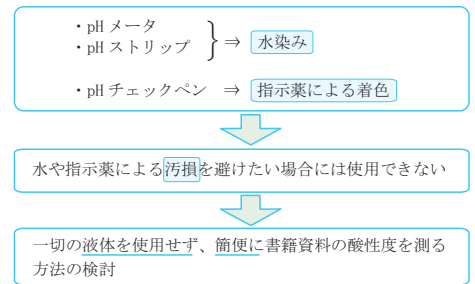 ・pH メータ
・pH ストリップ ⇒ 水染み
・pH チェックペン ⇒ 指示薬による着色
水や指示薬による汚損を避けたい場合には使用できない
一切の液体を使用せず、簡便に書籍資料の酸性度を測る
方法の検討